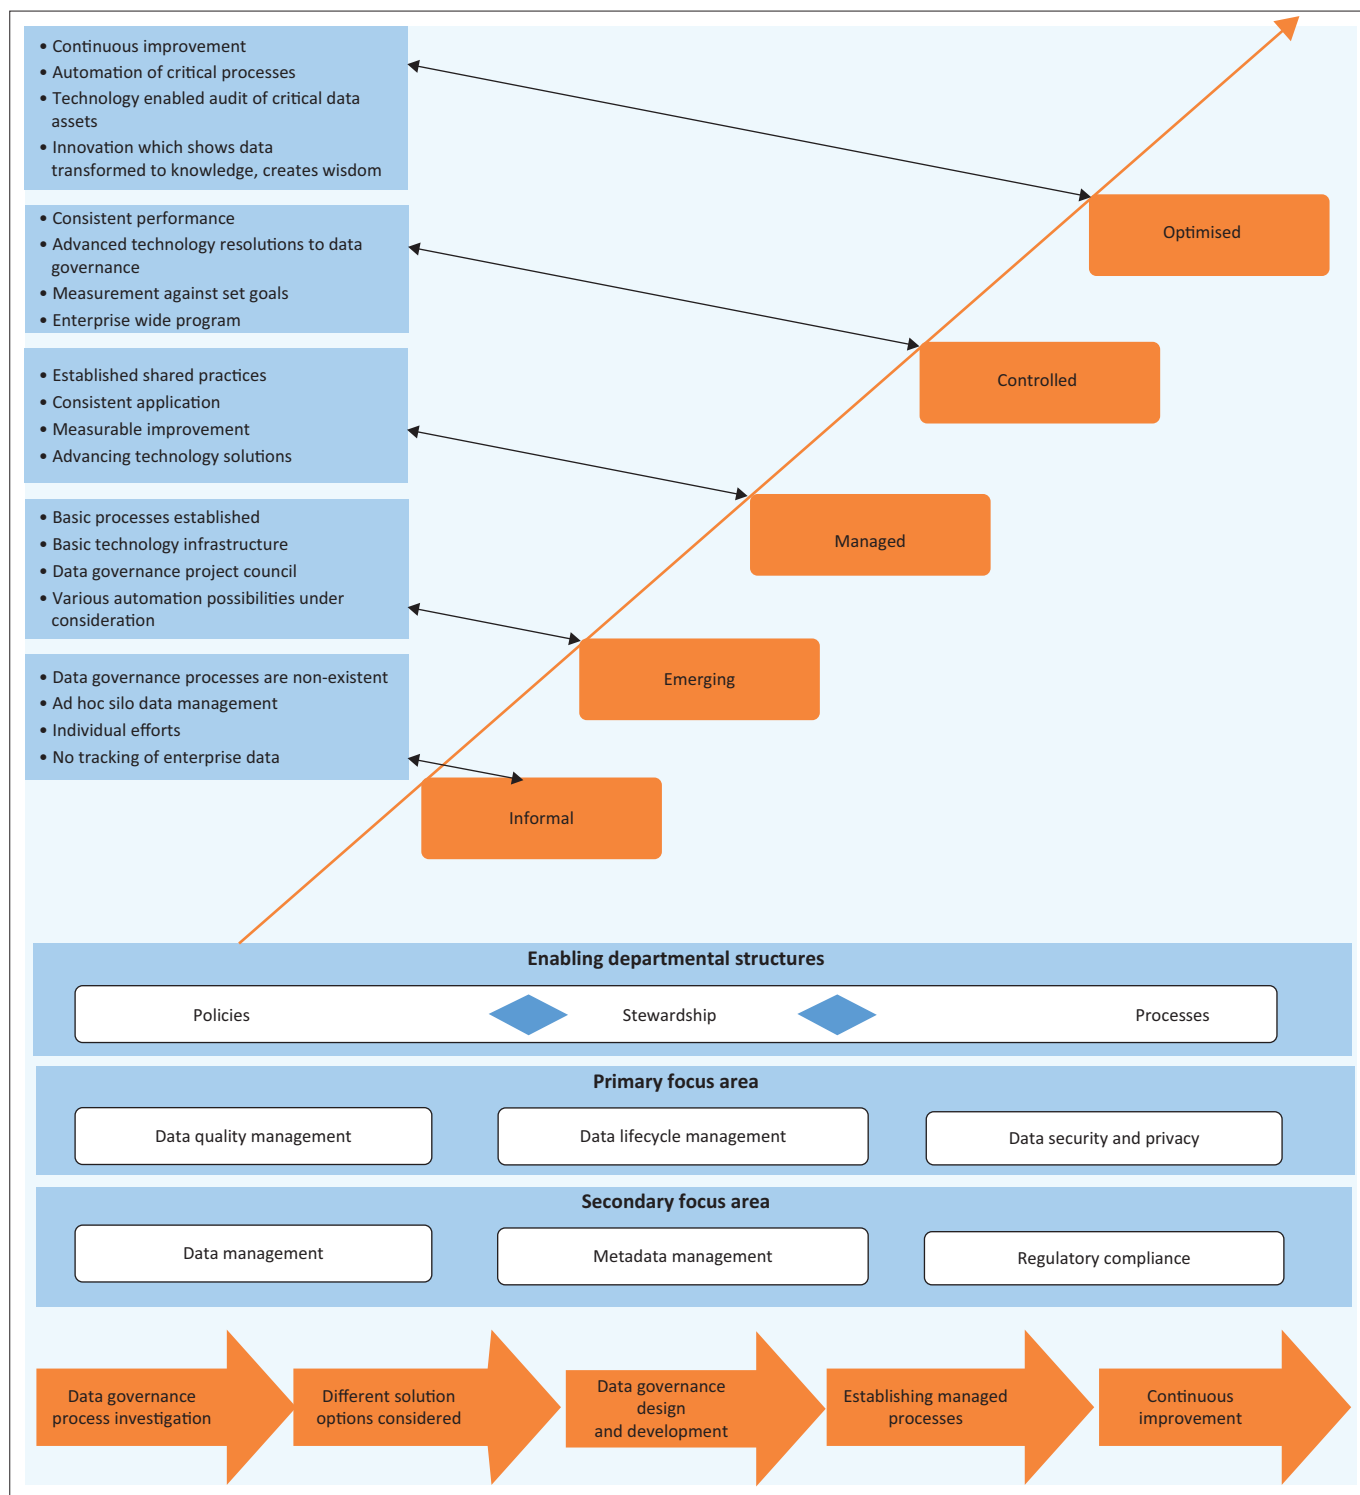 • Continuous improvement
• Automation of critical processes
• Technology enabled audit of critical data
assets
• Innovation which shows data
transformed to knowledge, creates wisdom
• Consistent performance
• Advanced technology resolutions to data
governance
• Measurement against set goals
• Enterprise wide program
• Established shared practices
• Consistent application
• Measurable improvement
• Advancing technology solutions
• Basic processes established
• Basic technology infrastructure
• Data governance project council
• Various automation possibilities under
consideration
• Data governance processes are non-existent
• Ad hoc silo data management
• Individual efforts
• No tracking of enterprise data
Optimised
Controlled
Managed
Emerging
Informal
Enabling departmental structures
Policies
Stewardship
Processes
Primary focus area
Data quality management
Data lifecycle management
Data security and privacy
Secondary focus area
Data management
Metadata management
Regulatory compliance
Data governance
process investigation
Different solution
options considered
Data governance
design
and development
Establishing managed
processes
Continuous
improvement